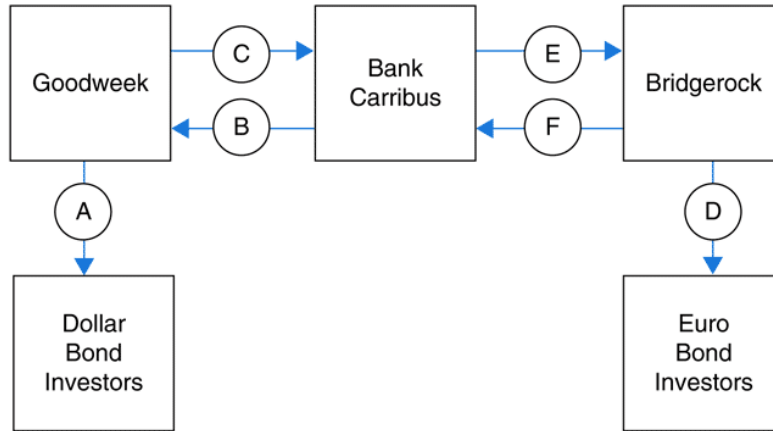 Goodweek
C
B
Bank
Carribus
E
F
Bridgerock
A
D
Dollar
Bond
Investors
Euro
Bond
Investors